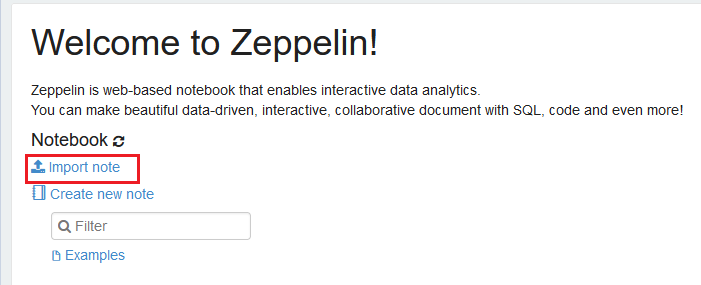 Welcome to Zeppelin!
Zeppelin is web-based notebook that enables interactive data analytics.
You can make beautiful data-driven, interactive, collaborative document with SQL, code and even more!
Notebook
Import note
Create new note
Filter
Examples